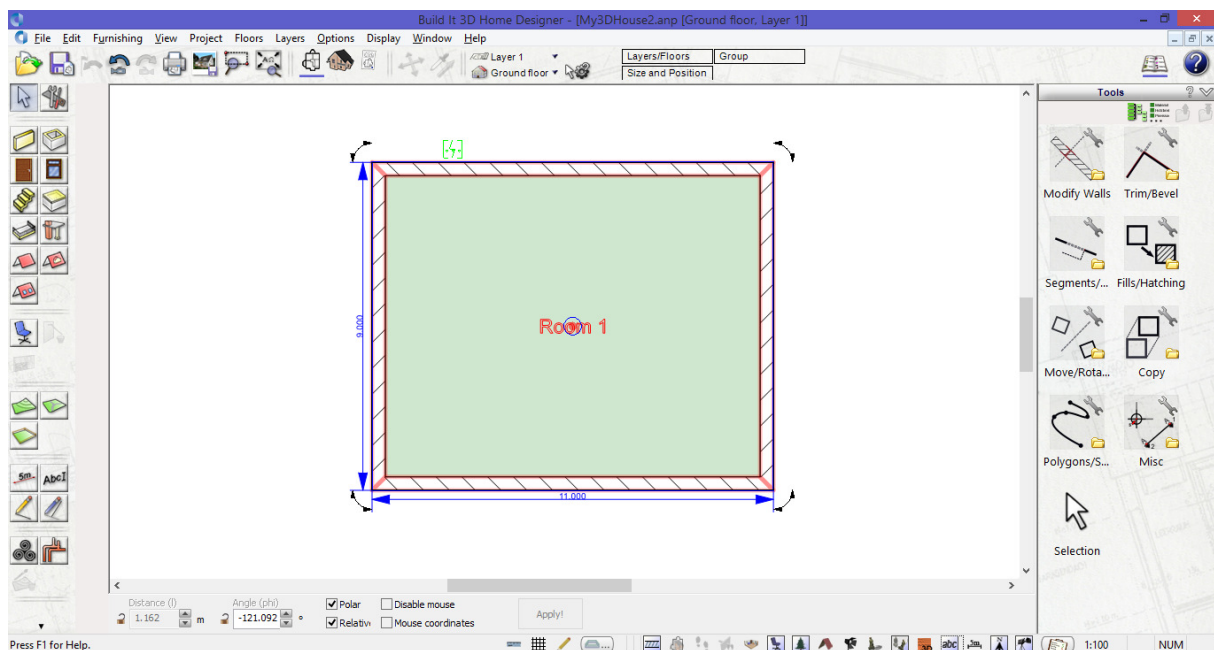 Build It 3D Home Designer - [My3DHouse2.anp [Ground floor, Layer 1]]
File Edit Furnishing View Project Floors Layers Options Display Window Help
Layer 1
Ground floor
Layers/Floors Group
Size and Position
Tools
Modify Walls Trim/Bevel
Segments/... Fills/Hatching
Move/Rota... Copy
Polygons/S... Misc
Selection
5m AbcI
9.000
Room 1
11.000
Distance (l) Angle (phi)
1.162 m -121.092 °
Polar Disable mouse
Relativ Mouse coordinates
Apply!
Press F1 for Help.
abc
1:100 NUM